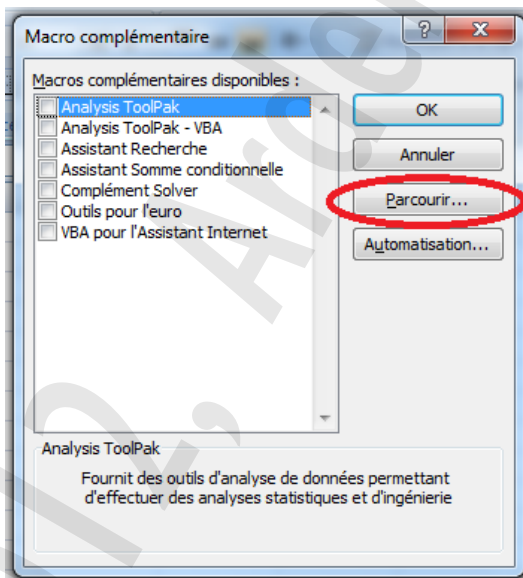 Macro complémentaire
Macros complémentaires disponibles :
Analysis ToolPak
Analysis ToolPak - VBA
Assistant Recherche
Assistant Somme conditionnelle
Complément Solver
Outils pour l'euro
VBA pour l'Assistant Internet
OK
Annuler
Parcourir...
Automatisation...
Analysis ToolPak
Fournit des outils d'analyse de données permettant
d'effectuer des analyses statistiques et d'ingénierie